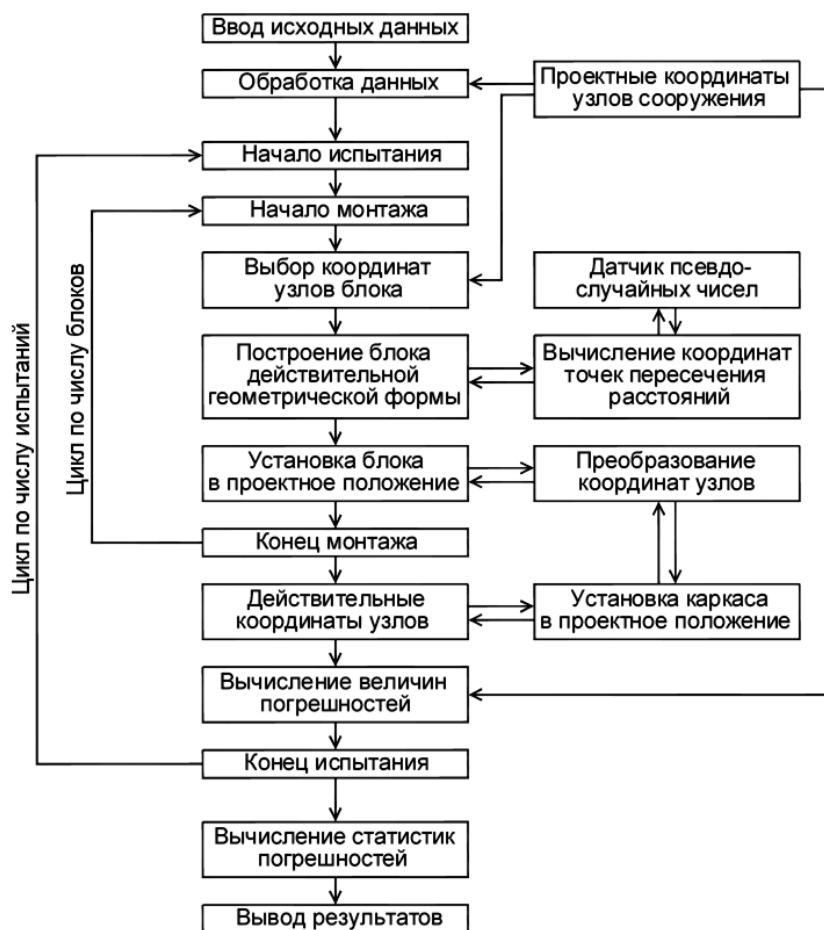 Ввод исходных данных
Обработка данных
Проектные координаты
узлов сооружения
Начало испытания
Начало монтажа
Выбор координат
узлов блока
Датчик псевдо-
случайных чисел
Построение блока
действительной
геометрической формы
Вычисление координат
точек пересечения
расстояний
Установка блока
в проектное положение
Преобразование
координат узлов
Конец монтажа
Действительные
координаты узлов
Установка каркаса
в проектное положение
Вычисление величин
погрешностей
Конец испытания
Вычисление статистик
погрешностей
Вывод результатов
Цикл по числу испытаний
Цикл по числу блоков